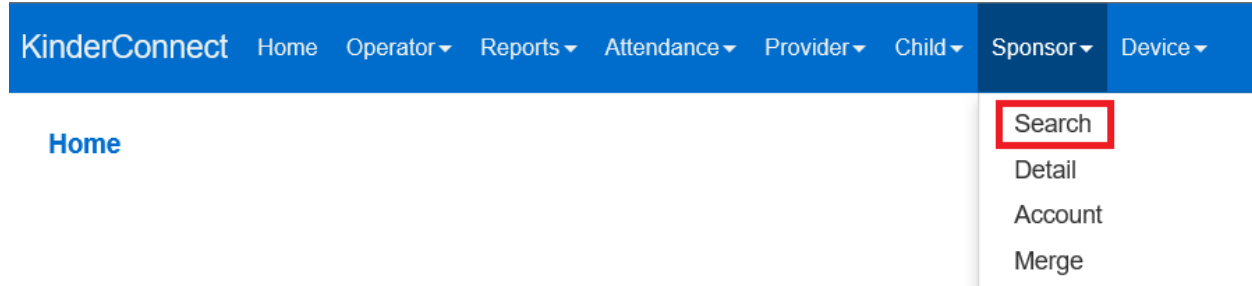 KinderConnect Home Operator Reports Attendance Provider Child Sponsor Device
Home
Search
Detail
Account
Merge